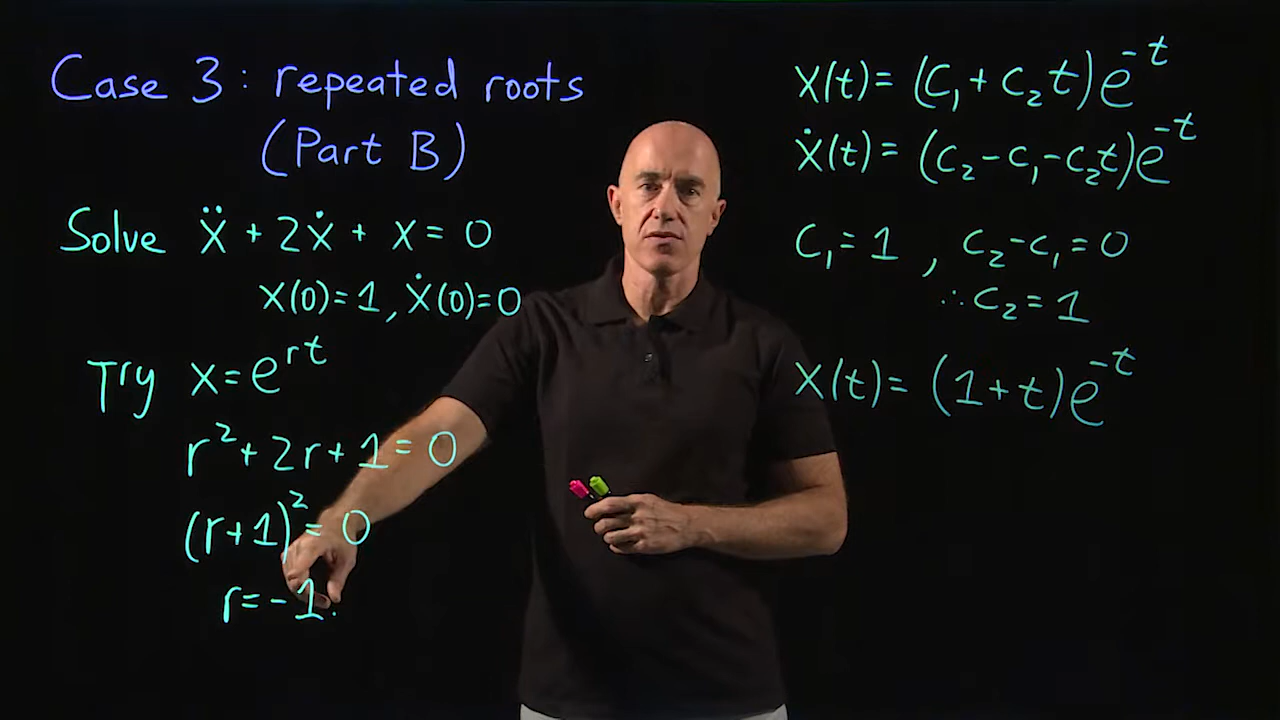 Case 3: repeated roots
(Part B)
Solve ẍ + 2ẋ + x = 0
x(0) = 1, ẋ(0) = 0
Try x = e^{rt}
r² + 2r + 1 = 0
(r + 1)² = 0
r = -1.
x(t) = (c₁ + c₂t)e^{-t}
ẋ(t) = (c₂ - c₁ - c₂t)e^{-t}
c₁ = 1, c₂ - c₁ = 0
∴ c₂ = 1
x(t) = (1 + t)e^{-t}